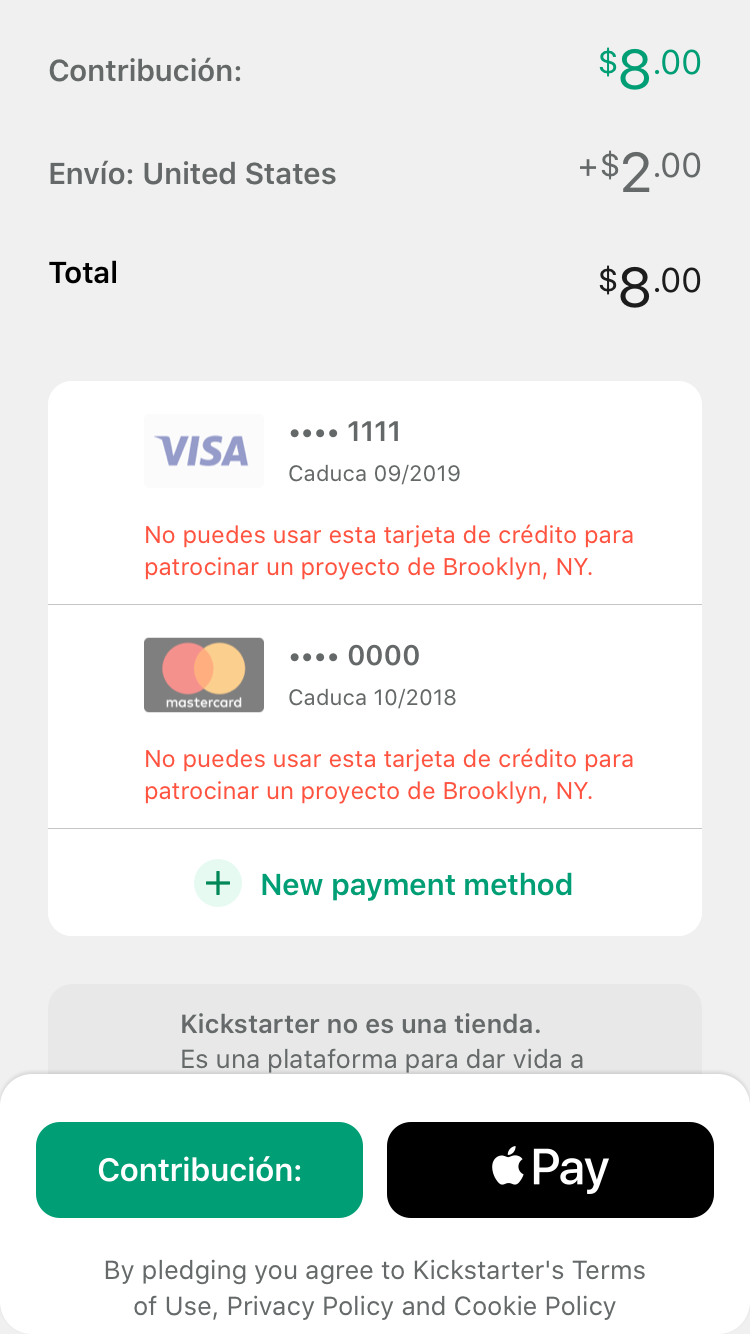 Contribución: $8.00
Envío: United States +$2.00
Total $8.00
VISA •••• 1111
Caduca 09/2019
No puedes usar esta tarjeta de crédito para
patrocinar un proyecto de Brooklyn, NY.
mastercard •••• 0000
Caduca 10/2018
No puedes usar esta tarjeta de crédito para
patrocinar un proyecto de Brooklyn, NY.
+ New payment method
Kickstarter no es una tienda.
Es una plataforma para dar vida a
Contribución: Pay
By pledging you agree to Kickstarter's Terms
of Use, Privacy Policy and Cookie Policy